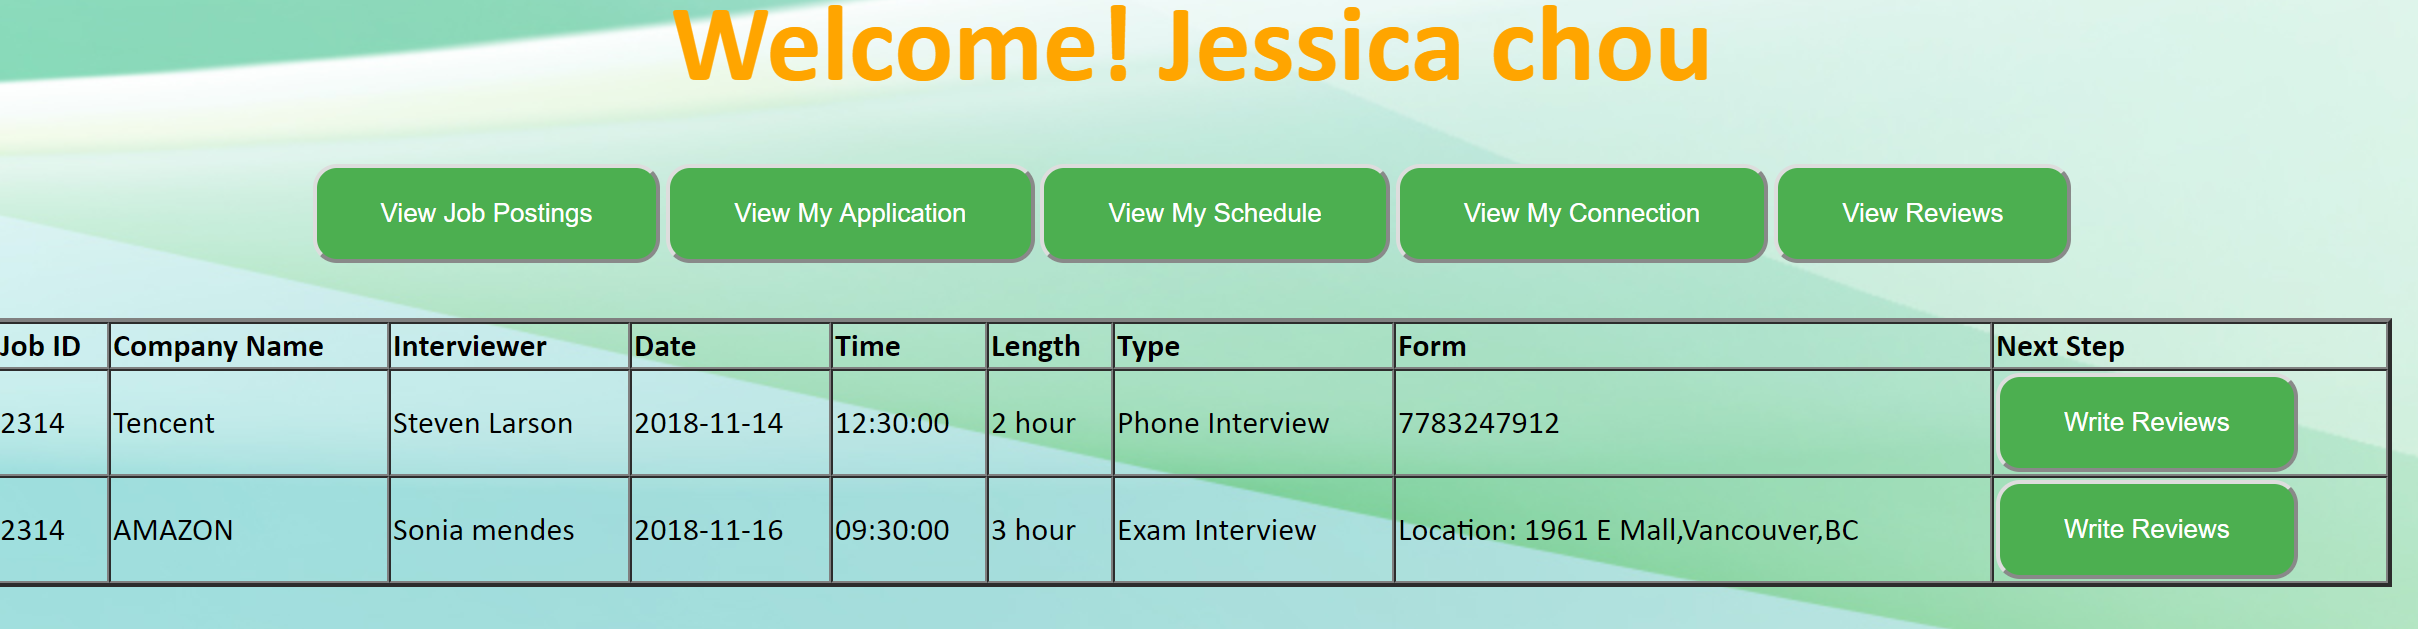 Welcome! Jessica chou
View Job Postings View My Application View My Schedule View My Connection View Reviews
Job ID Company Name Interviewer Date Time Length Type Form Next Step
2314 Tencent Steven Larson 2018-11-14 12:30:00 2 hour Phone Interview 7783247912 Write Reviews
2314 AMAZON Sonia mendes 2018-11-16 09:30:00 3 hour Exam Interview Location: 1961 E Mall,Vancouver,BC Write Reviews